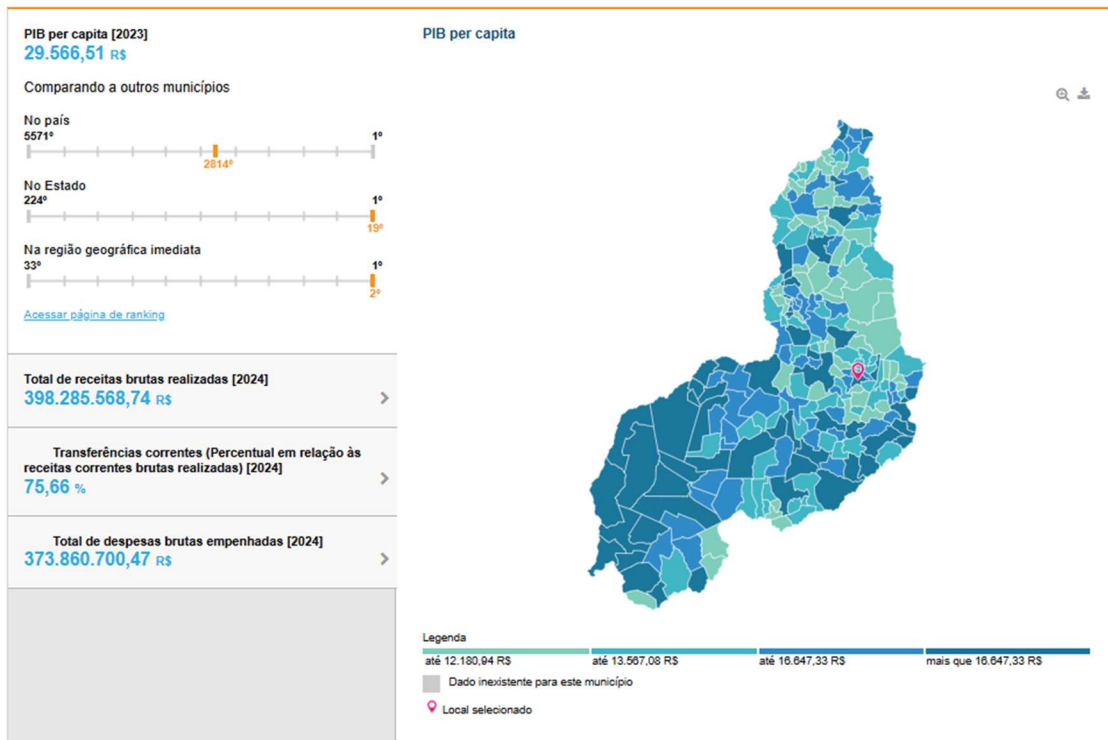 PIB per capita [2023]
29.566,51 R$
Comparando a outros municípios
No país
5571º 1º
2814º
No Estado
224º 1º
19º
Na região geográfica imediata
33º 1º
2º
Acessar página de ranking
Total de receitas brutas realizadas [2024]
398.285.568,74 R$
Transferências correntes (Percentual em relação às
receitas correntes brutas realizadas) [2024]
75,66 %
Total de despesas brutas empenhadas [2024]
373.860.700,47 R$
PIB per capita
Legenda
até 12.180,94 R$ até 13.567,08 R$ até 16.647,33 R$ mais que 16.647,33 R$
Dado inexistente para este município
Local selecionado